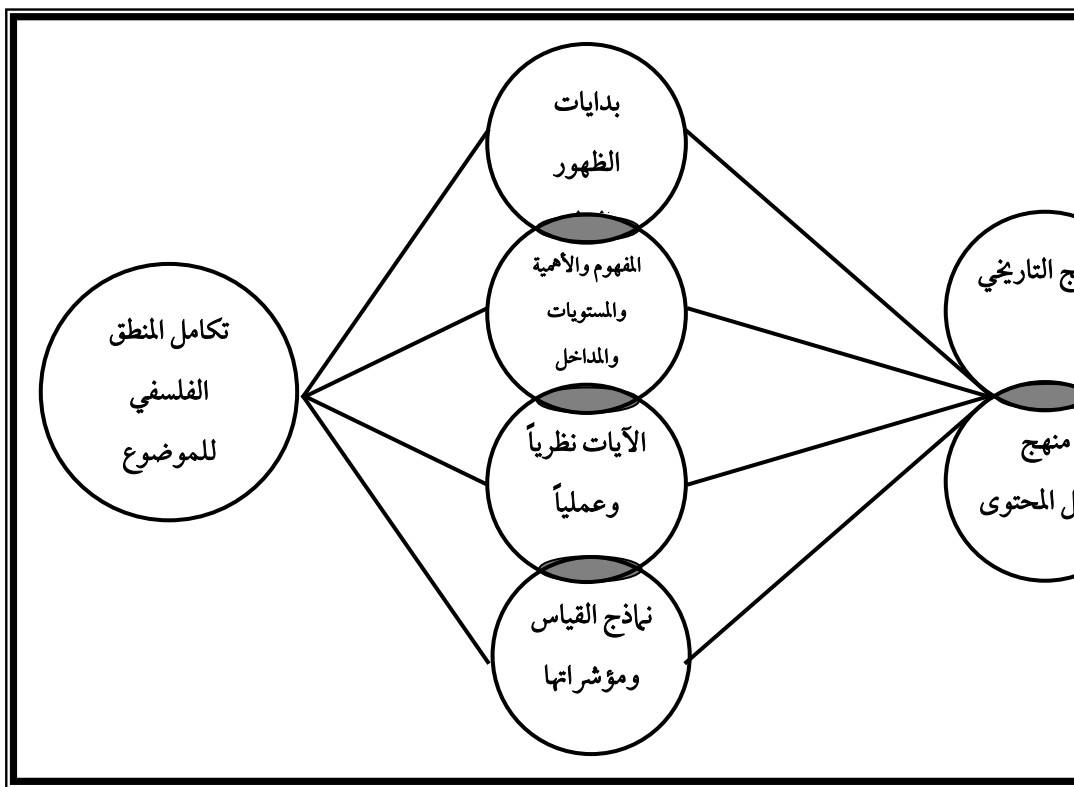 بدايات
الظهور
التاريخي
المفهوم والأهمية
والمستويات
والمداخل
تكامل المنطق
الفلسفي
للموضوع
الآيات نظرياً
وعملياً
منهج
المحتوى
نماذج القياس
ومؤشراتها